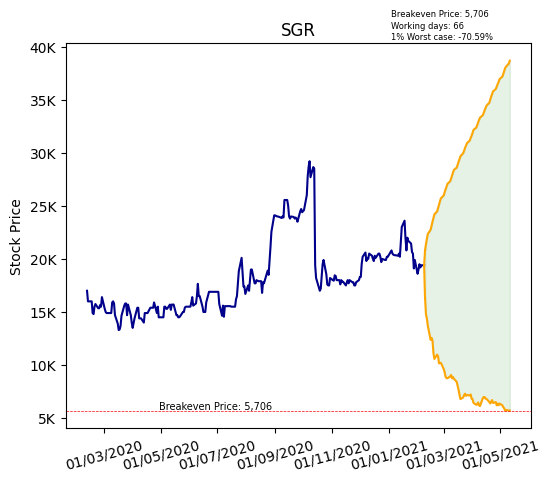 Breakeven Price: 5,706
Working days: 66
1% Worst case: -70.59%
SGR
Stock Price
40K
35K
30K
25K
20K
15K
10K
5K
Breakeven Price: 5,706
01/03/2020
01/05/2020
01/07/2020
01/09/2020
01/11/2020
01/01/2021
01/03/2021
01/05/2021